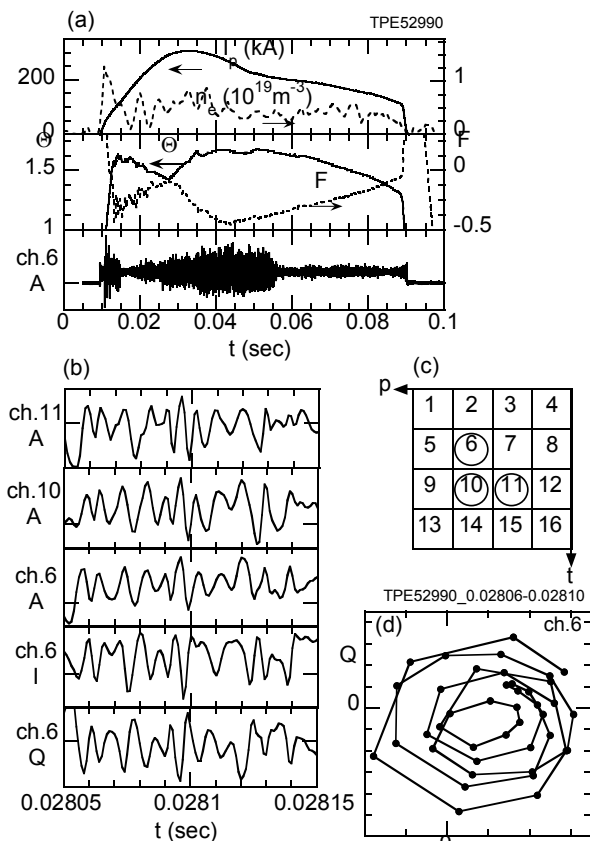 (a)
TPE52990
p (kA)
200
1
n_e (10^19 m^-3)
0
0
Θ
F
Θ
0
1.5
F
1
-0.5
ch.6
A
0
0.02
0.04
0.06
0.08
0.1
t (sec)
(b)
ch.11
A
ch.10
A
ch.6
A
ch.6
I
ch.6
Q
0.02805
0.0281
0.02815
t (sec)
(c)
p
1 2 3 4
5 6 7 8
9 10 11 12
13 14 15 16
t
TPE52990_0.02806-0.02810
(d)
ch.6
Q
0
0